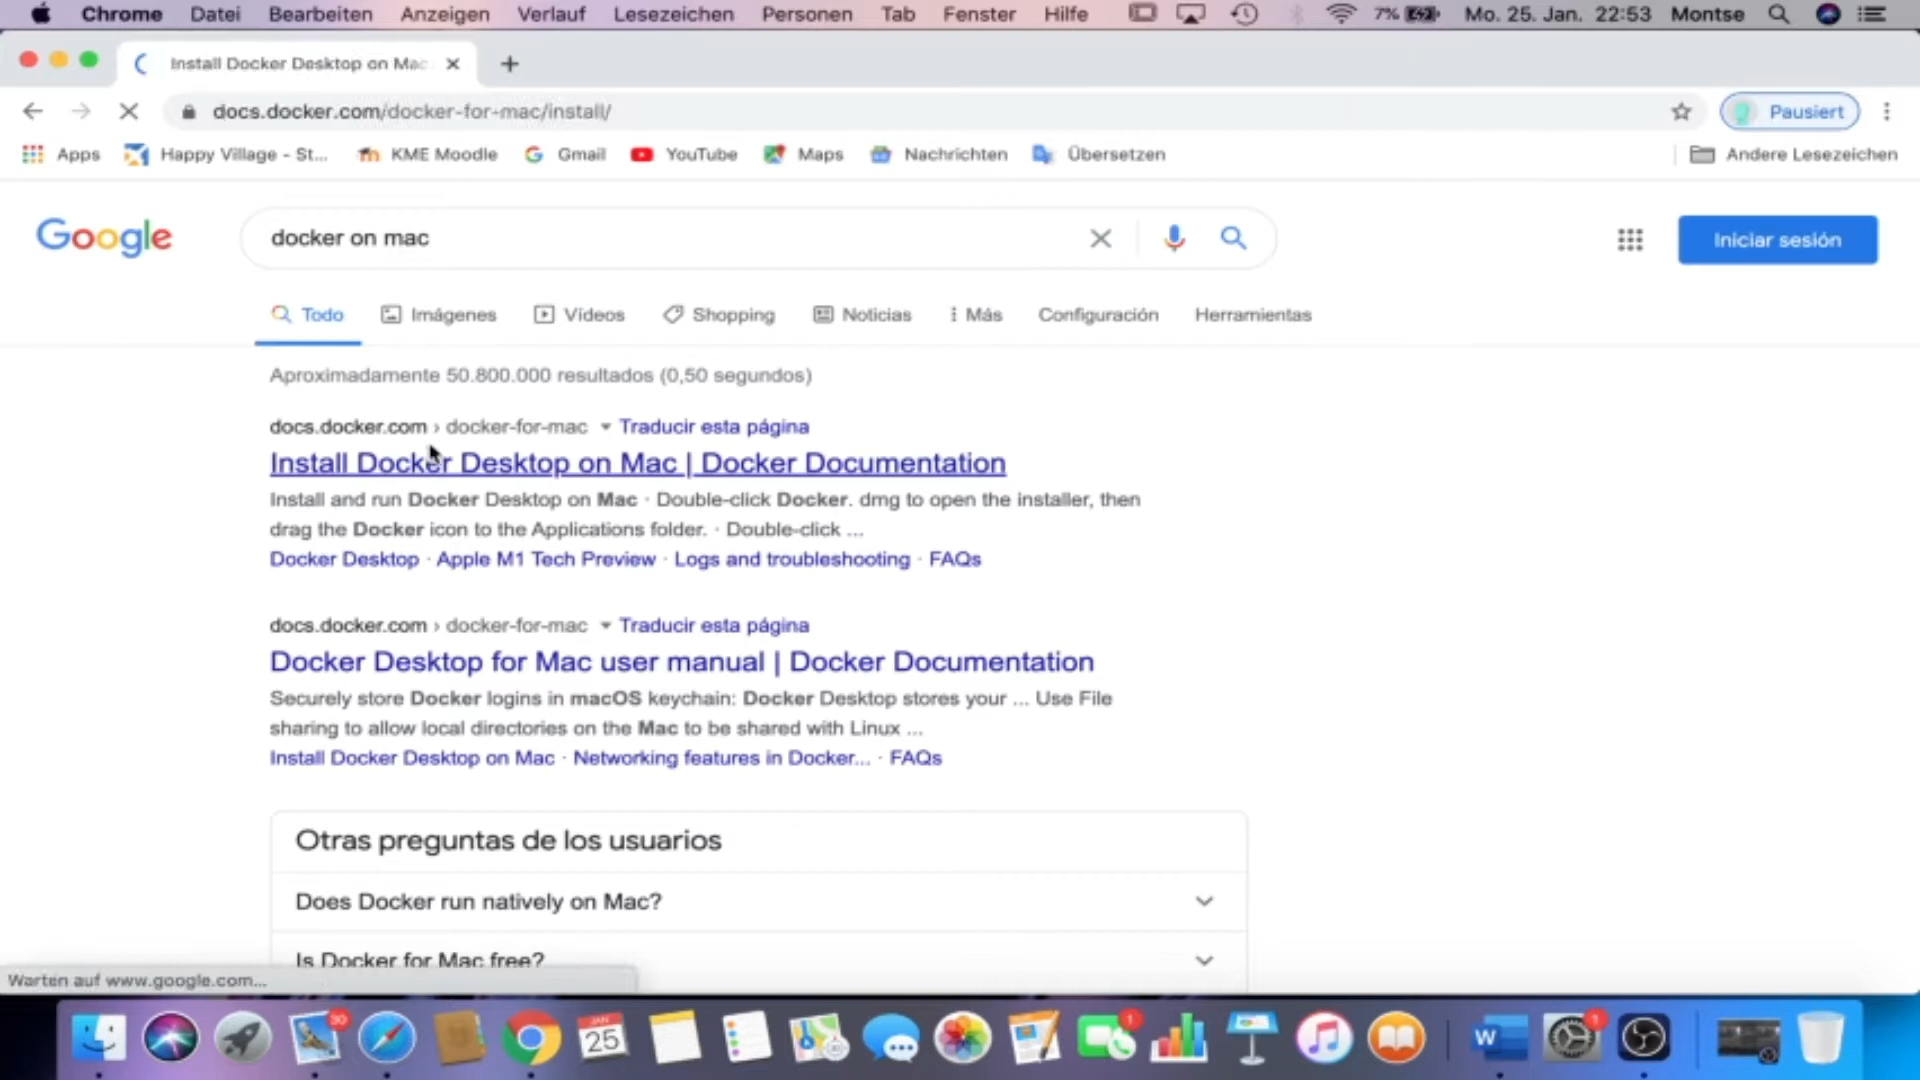 Chrome Datei Bearbeiten Anzeigen Verlauf Lesezeichen Personen Tab Fenster Hilfe 7% Mo. 25. Jan. 22:53 Montse
Install Docker Desktop on Mac
docs.docker.com/docker-for-mac/install/ Pausiert
Apps Happy Village - St... KME Moodle Gmail YouTube Maps Nachrichten Übersetzen Andere Lesezeichen
Google docker on mac Iniciar sesión
Todo Imágenes Vídeos Shopping Noticias Más Configuración Herramientas
Aproximadamente 50.800.000 resultados (0,50 segundos)
docs.docker.com › docker-for-mac Traducir esta página
Install Docker Desktop on Mac | Docker Documentation
Install and run Docker Desktop on Mac · Double-click Docker. dmg to open the installer, then
drag the Docker icon to the Applications folder. · Double-click ...
Docker Desktop · Apple M1 Tech Preview · Logs and troubleshooting · FAQs
docs.docker.com › docker-for-mac Traducir esta página
Docker Desktop for Mac user manual | Docker Documentation
Securely store Docker logins in macOS keychain: Docker Desktop stores your ... Use File
sharing to allow local directories on the Mac to be shared with Linux ...
Install Docker Desktop on Mac · Networking features in Docker... · FAQs
Otras preguntas de los usuarios
Does Docker run natively on Mac?
Is Docker for Mac free?
Warten auf www.google.com...
30 JAN 25 1 W 1